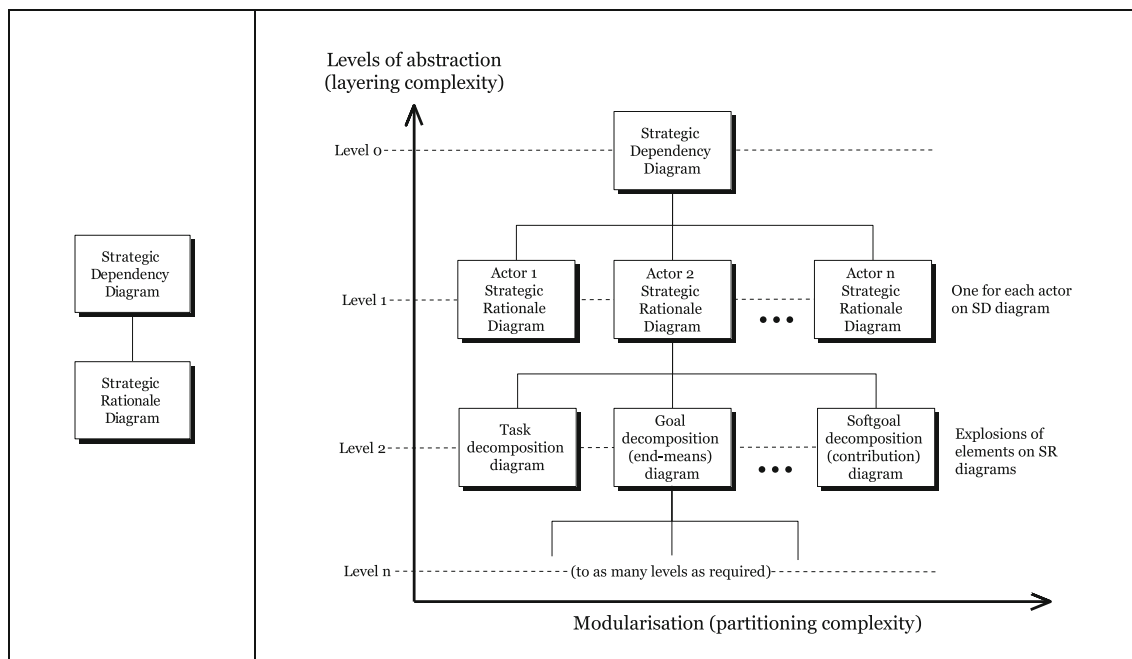 Strategic
Dependency
Diagram
Strategic
Rationale
Diagram
Levels of abstraction
(layering complexity)
Level 0
Strategic
Dependency
Diagram
Level 1
Actor 1
Strategic
Rationale
Diagram
Actor 2
Strategic
Rationale
Diagram
Actor n
Strategic
Rationale
Diagram
One for each actor
on SD diagram
Level 2
Task
decomposition
diagram
Goal
decomposition
(end-means)
diagram
Softgoal
decomposition
(contribution)
diagram
Explosions of
elements on SR
diagrams
Level n
(to as many levels as required)
Modularisation (partitioning complexity)